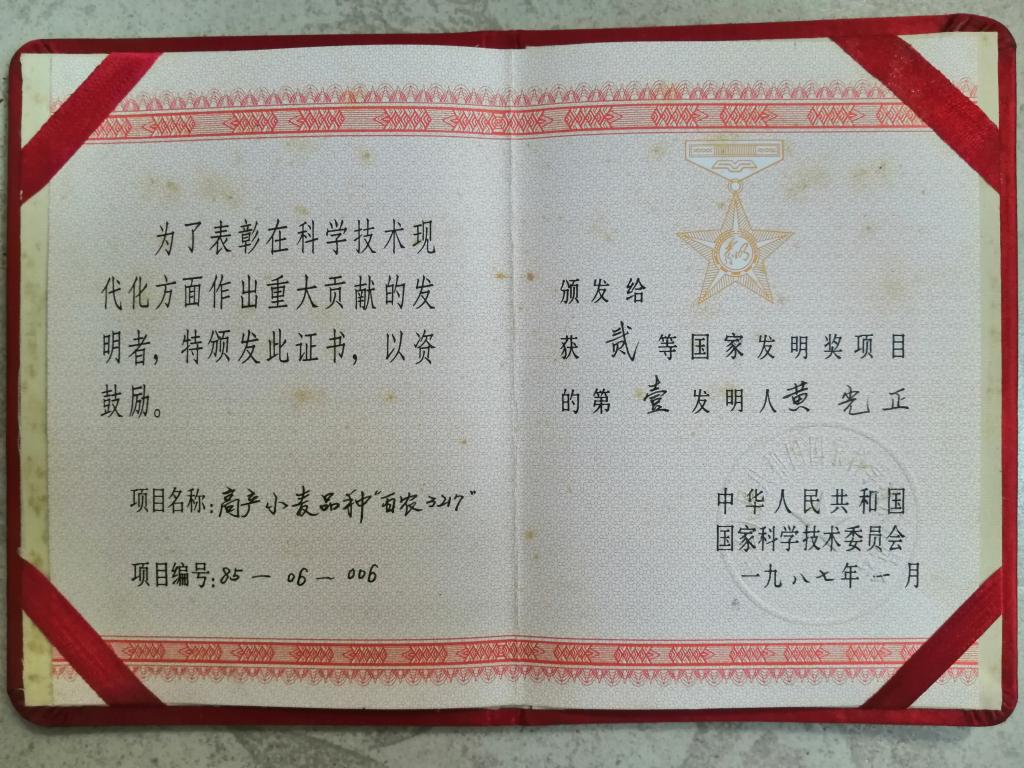 为了表彰在科学技术现
代化方面作出重大贡献的发
明者，特颁发此证书，以资
鼓励。
项目名称：高产小麦品种“百农3217”
项目编号：85－06－006
颁发给
获 贰 等国家发明奖项目
的第 壹 发明人黄光正
中华人民共和国
国家科学技术委员会
一九八七年一月